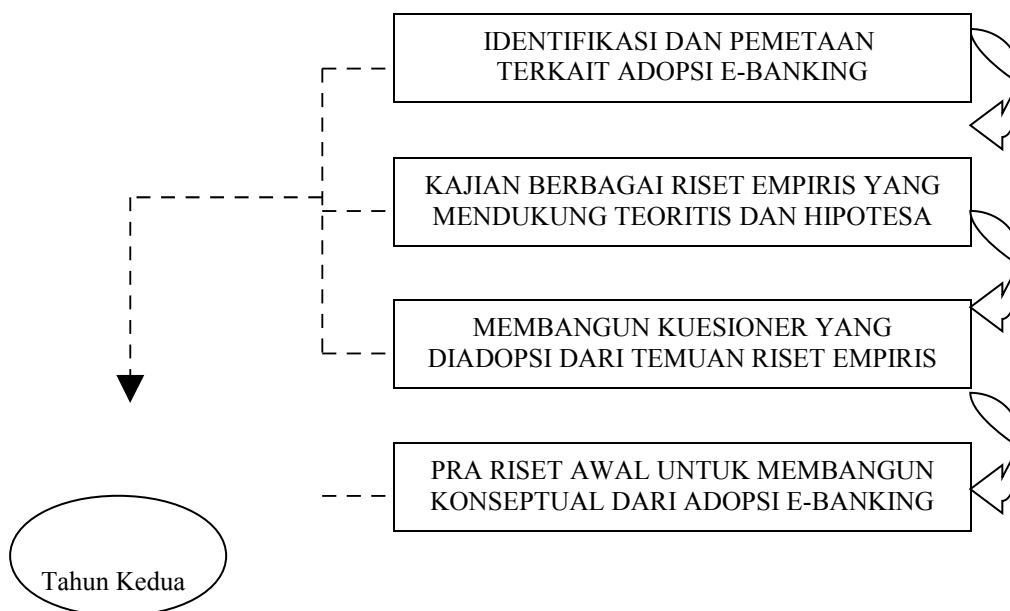 IDENTIFIKASI DAN PEMETAAN
TERKAIT ADOPSI E-BANKING
KAJIAN BERBAGAI RISET EMPIRIS YANG
MENDUKUNG TEORITIS DAN HIPOTESA
MEMBANGUN KUESIONER YANG
DIADOPSI DARI TEMUAN RISET EMPIRIS
PRA RISET AWAL UNTUK MEMBANGUN
KONSEPTUAL DARI ADOPSI E-BANKING
Tahun Kedua